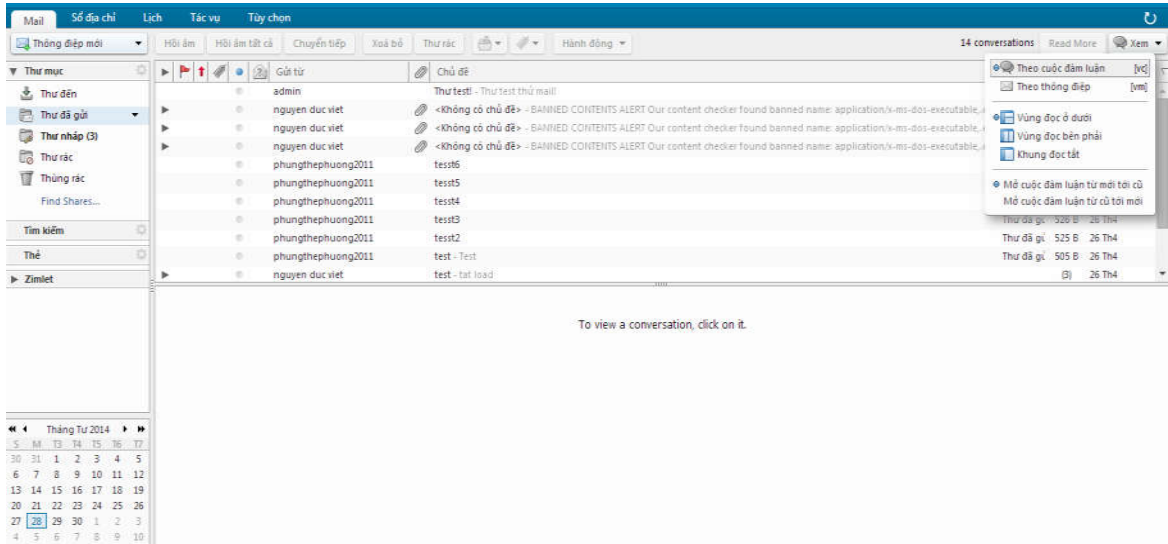 Mail Sổ địa chỉ Lịch Tác vụ Tùy chọn
Thông điệp mới Hồi âm Hồi âm tất cả Chuyển tiếp Xoá bỏ Thư rác Hành động 14 conversations Read More Xem
Thư mục
Thư đến
Thư đã gửi
Thư nháp (3)
Thư rác
Thùng rác
Find Shares...
Tìm kiếm
Thẻ
Zimlet
Gửi từ Chủ đề
admin Thư test! - Thư test thử mail!
nguyen duc viet <Không có chủ đề> - BANNED CONTENTS ALERT Our content checker found banned name: application/x-ms-dos-executable,
nguyen duc viet <Không có chủ đề> - BANNED CONTENTS ALERT Our content checker found banned name: application/x-ms-dos-executable,
nguyen duc viet <Không có chủ đề> - BANNED CONTENTS ALERT Our content checker found banned name: application/x-ms-dos-executable,
phungthephuong2011 tesst6
phungthephuong2011 tesst5
phungthephuong2011 tesst4
phungthephuong2011 tesst3 Thư đã gử 526 B 26 Th4
phungthephuong2011 tesst2 Thư đã gử 525 B 26 Th4
phungthephuong2011 test - Test Thư đã gử 505 B 26 Th4
nguyen duc viet test - tat load (3) 26 Th4
Theo cuộc đàm luận [vc]
Theo thông điệp [vm]
Vùng đọc ở dưới
Vùng đọc bên phải
Khung đọc tắt
Mở cuộc đàm luận từ mới tới cũ
Mở cuộc đàm luận từ cũ tới mới
To view a conversation, click on it.
Tháng Tư 2014
S M T3 T4 T5 T6 T7
30 31 1 2 3 4 5
6 7 8 9 10 11 12
13 14 15 16 17 18 19
20 21 22 23 24 25 26
27 28 29 30 1 2 3
4 5 6 7 8 9 10